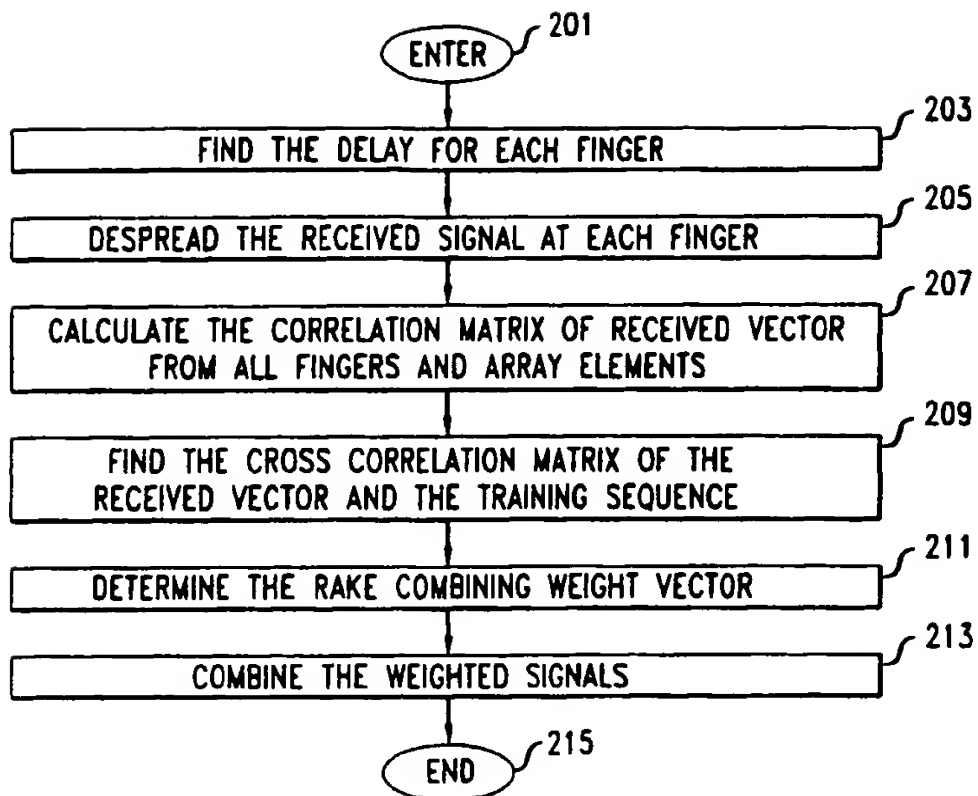 201
ENTER
203
FIND THE DELAY FOR EACH FINGER
205
DESPREAD THE RECEIVED SIGNAL AT EACH FINGER
207
CALCULATE THE CORRELATION MATRIX OF RECEIVED VECTOR
FROM ALL FINGERS AND ARRAY ELEMENTS
209
FIND THE CROSS CORRELATION MATRIX OF THE
RECEIVED VECTOR AND THE TRAINING SEQUENCE
211
DETERMINE THE RAKE COMBINING WEIGHT VECTOR
213
COMBINE THE WEIGHTED SIGNALS
215
END